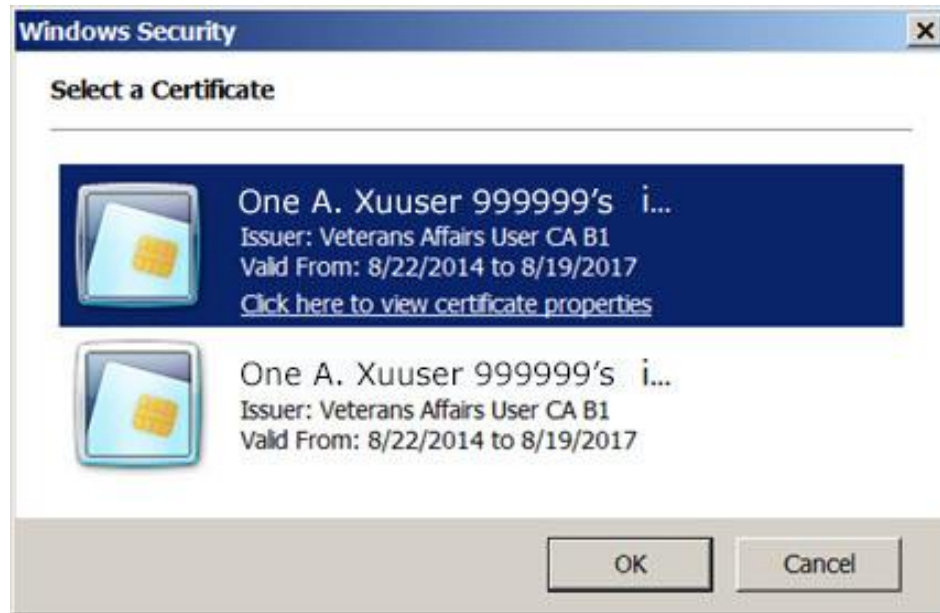 Windows Security
Select a Certificate
One A. Xuuser 999999's i...
Issuer: Veterans Affairs User CA B1
Valid From: 8/22/2014 to 8/19/2017
Click here to view certificate properties
One A. Xuuser 999999's i...
Issuer: Veterans Affairs User CA B1
Valid From: 8/22/2014 to 8/19/2017
OK Cancel